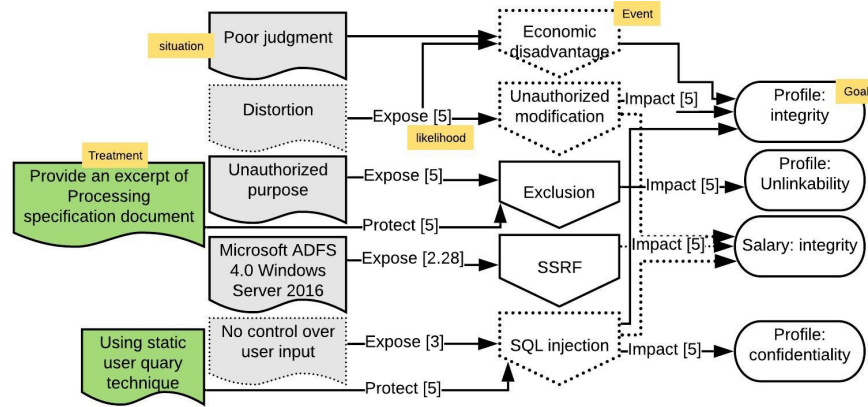 situation
Poor judgment
Economic
disadvantage
Event
Distortion
Expose [5]
likelihood
Unauthorized
modification
Impact [5]
Profile:
integrity
Goal
Treatment
Provide an excerpt of
Processing
specification document
Unauthorized
purpose
Expose [5]
Exclusion
Impact [5]
Profile:
Unlinkability
Protect [5]
Microsoft ADFS
4.0 Windows
Server 2016
Expose [2.28]
SSRF
Impact [5]
Salary: integrity
Using static
user quary
technique
No control over
user input
Expose [3]
SQL injection
Impact [5]
Profile:
confidentiality
Protect [5]